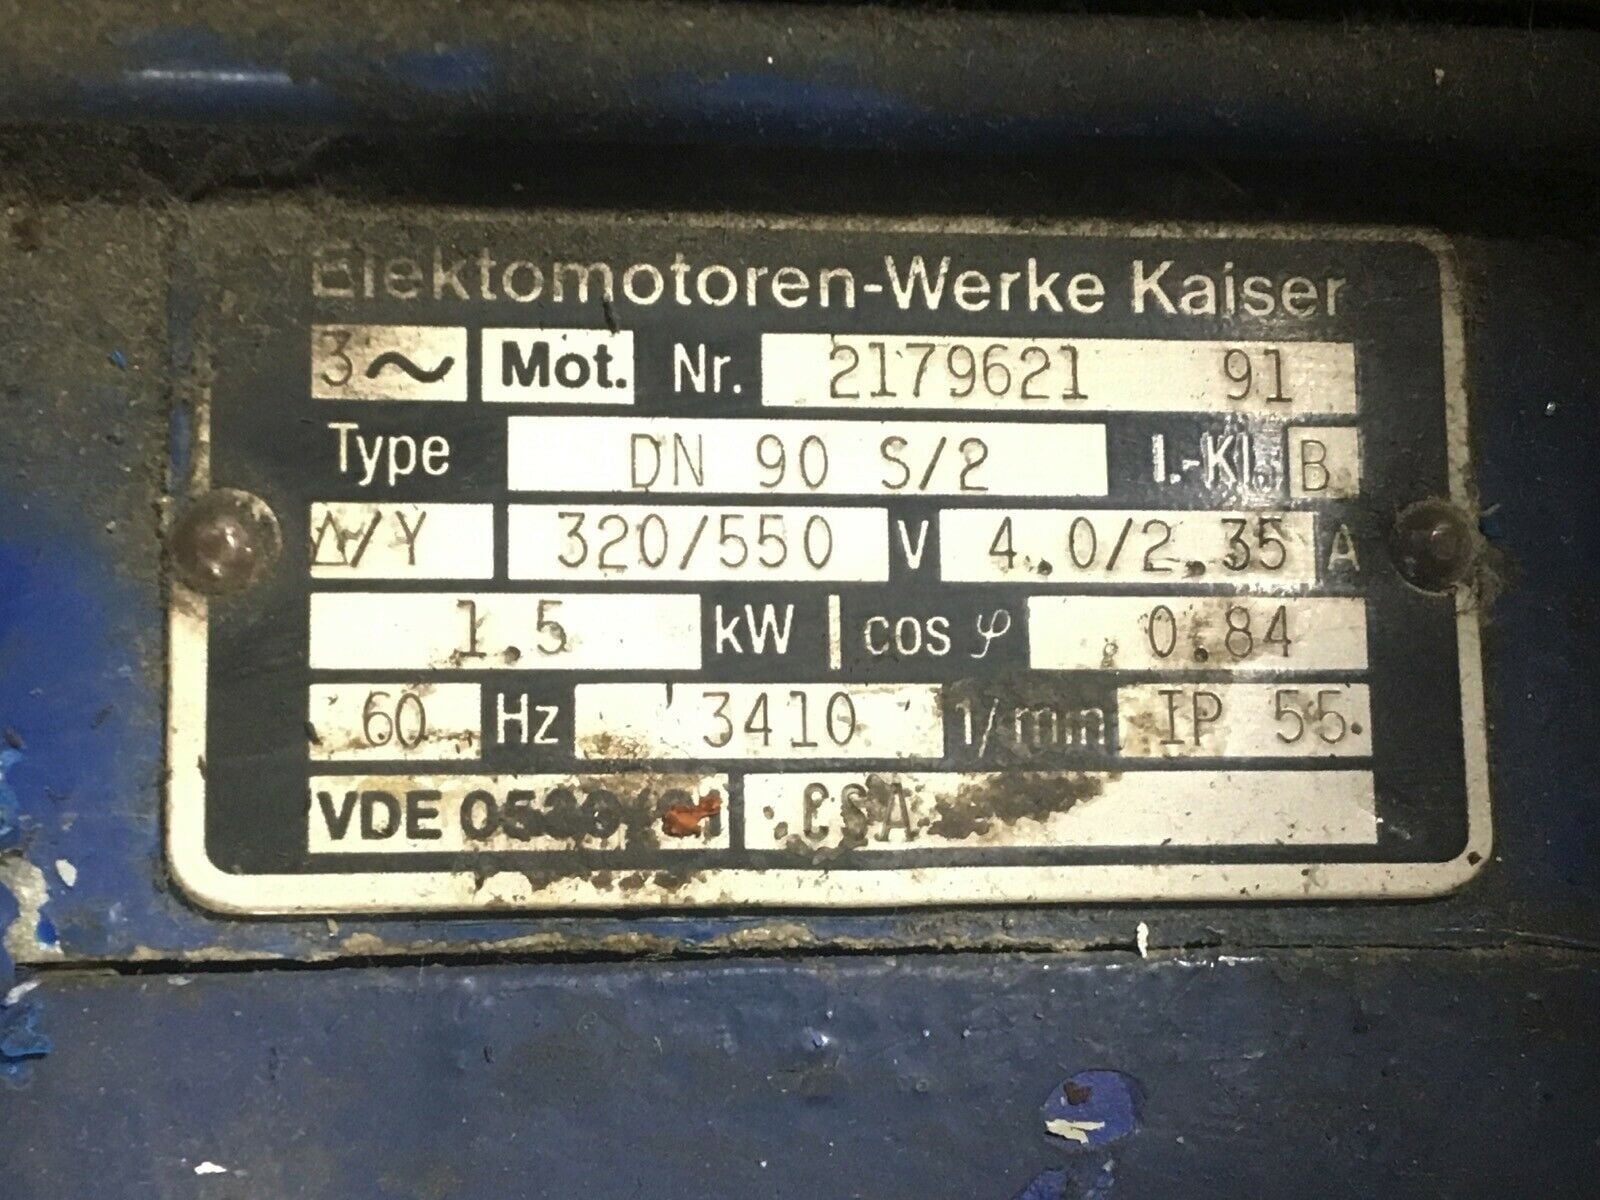 Elektomotoren-Werke Kaiser
3~ Mot. Nr. 2179621 91
Type DN 90 S/2 I.-Kl. B
Δ/Y 320/550 V 4.0/2.35 A
1.5 kW cos φ 0.84
60 Hz 3410 1/min IP 55
VDE CSA